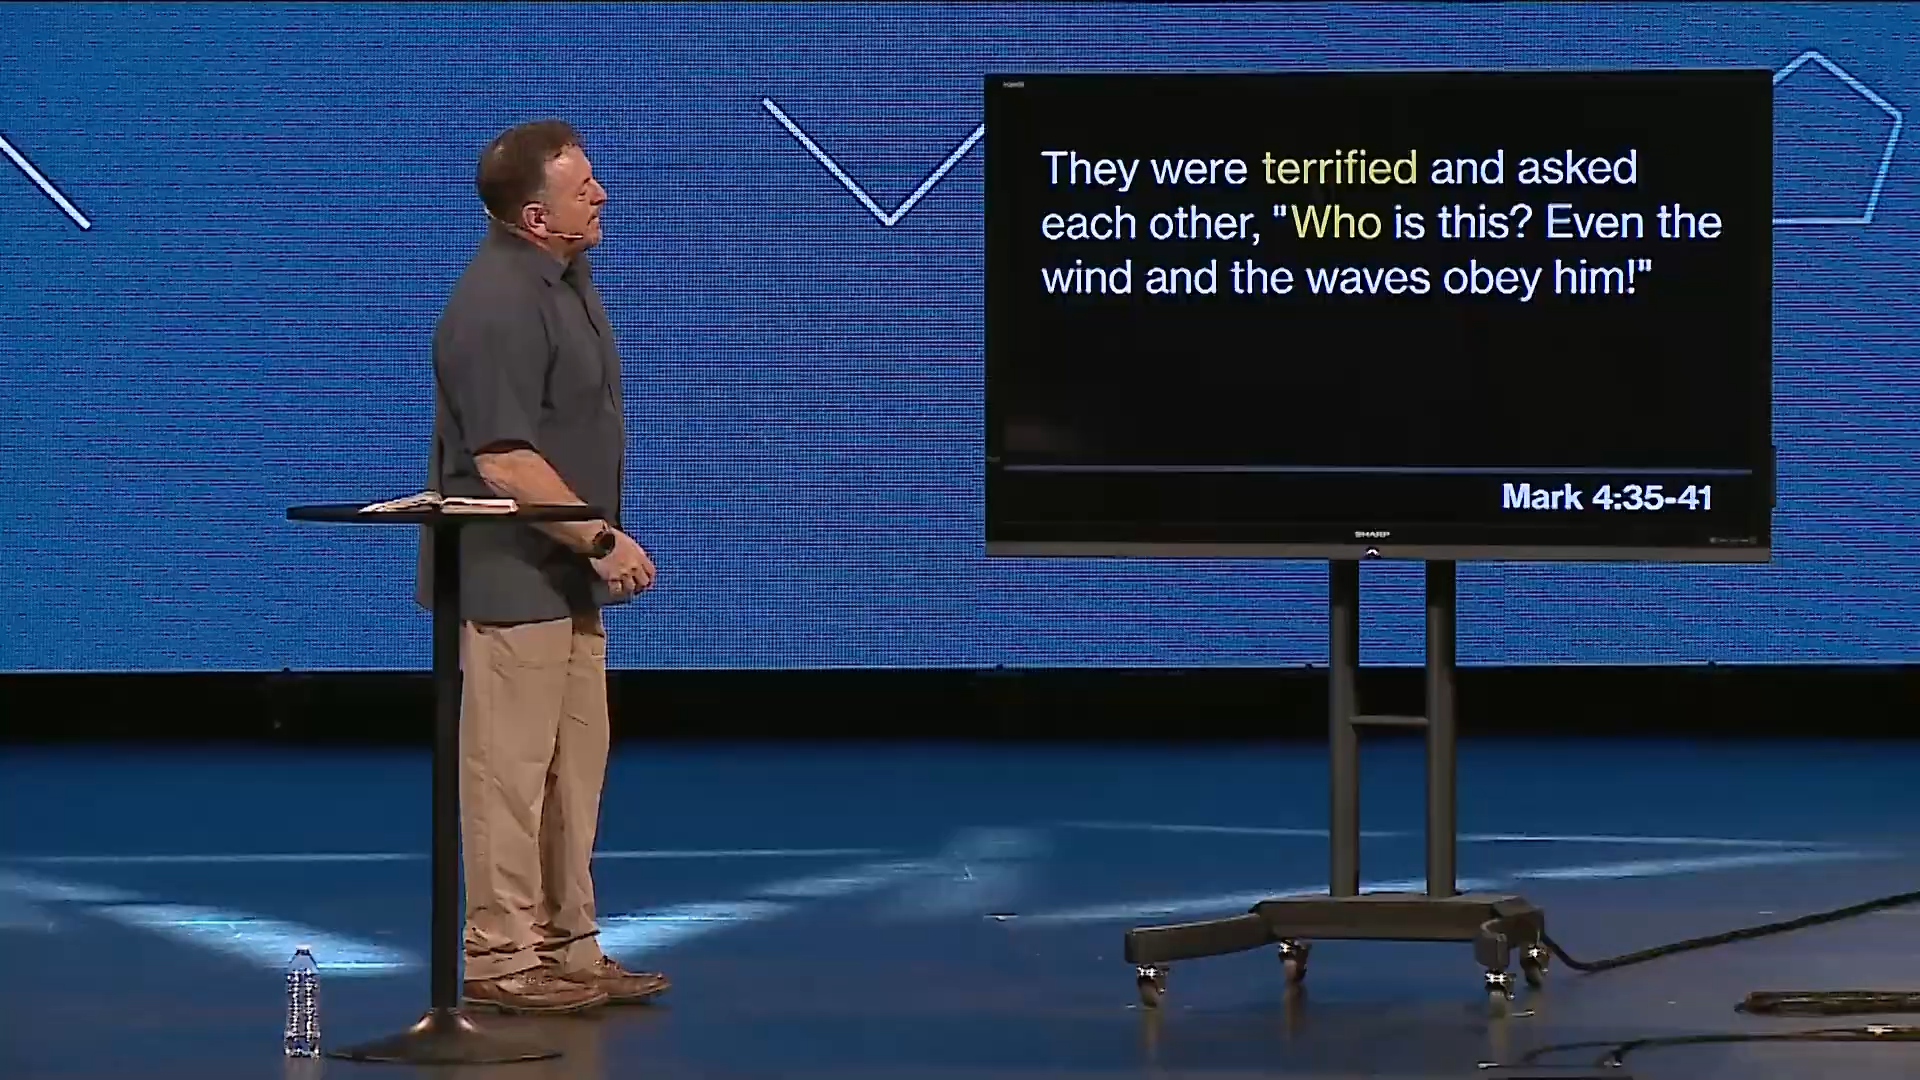 They were terrified and asked
each other, "Who is this? Even the
wind and the waves obey him!"
Mark 4:35-41
SHARP